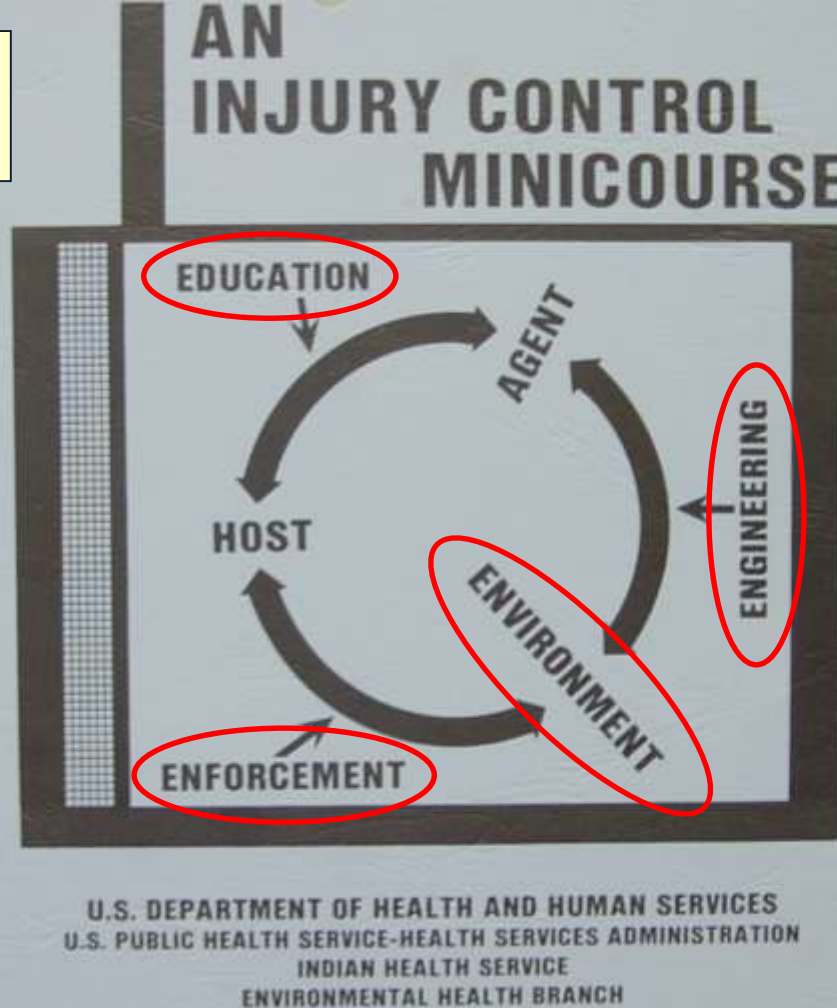 AN
INJURY CONTROL
MINICOURSE
EDUCATION
AGENT
ENGINEERING
HOST
ENVIRONMENT
ENFORCEMENT
U.S. DEPARTMENT OF HEALTH AND HUMAN SERVICES
U.S. PUBLIC HEALTH SERVICE-HEALTH SERVICES ADMINISTRATION
INDIAN HEALTH SERVICE
ENVIRONMENTAL HEALTH BRANCH